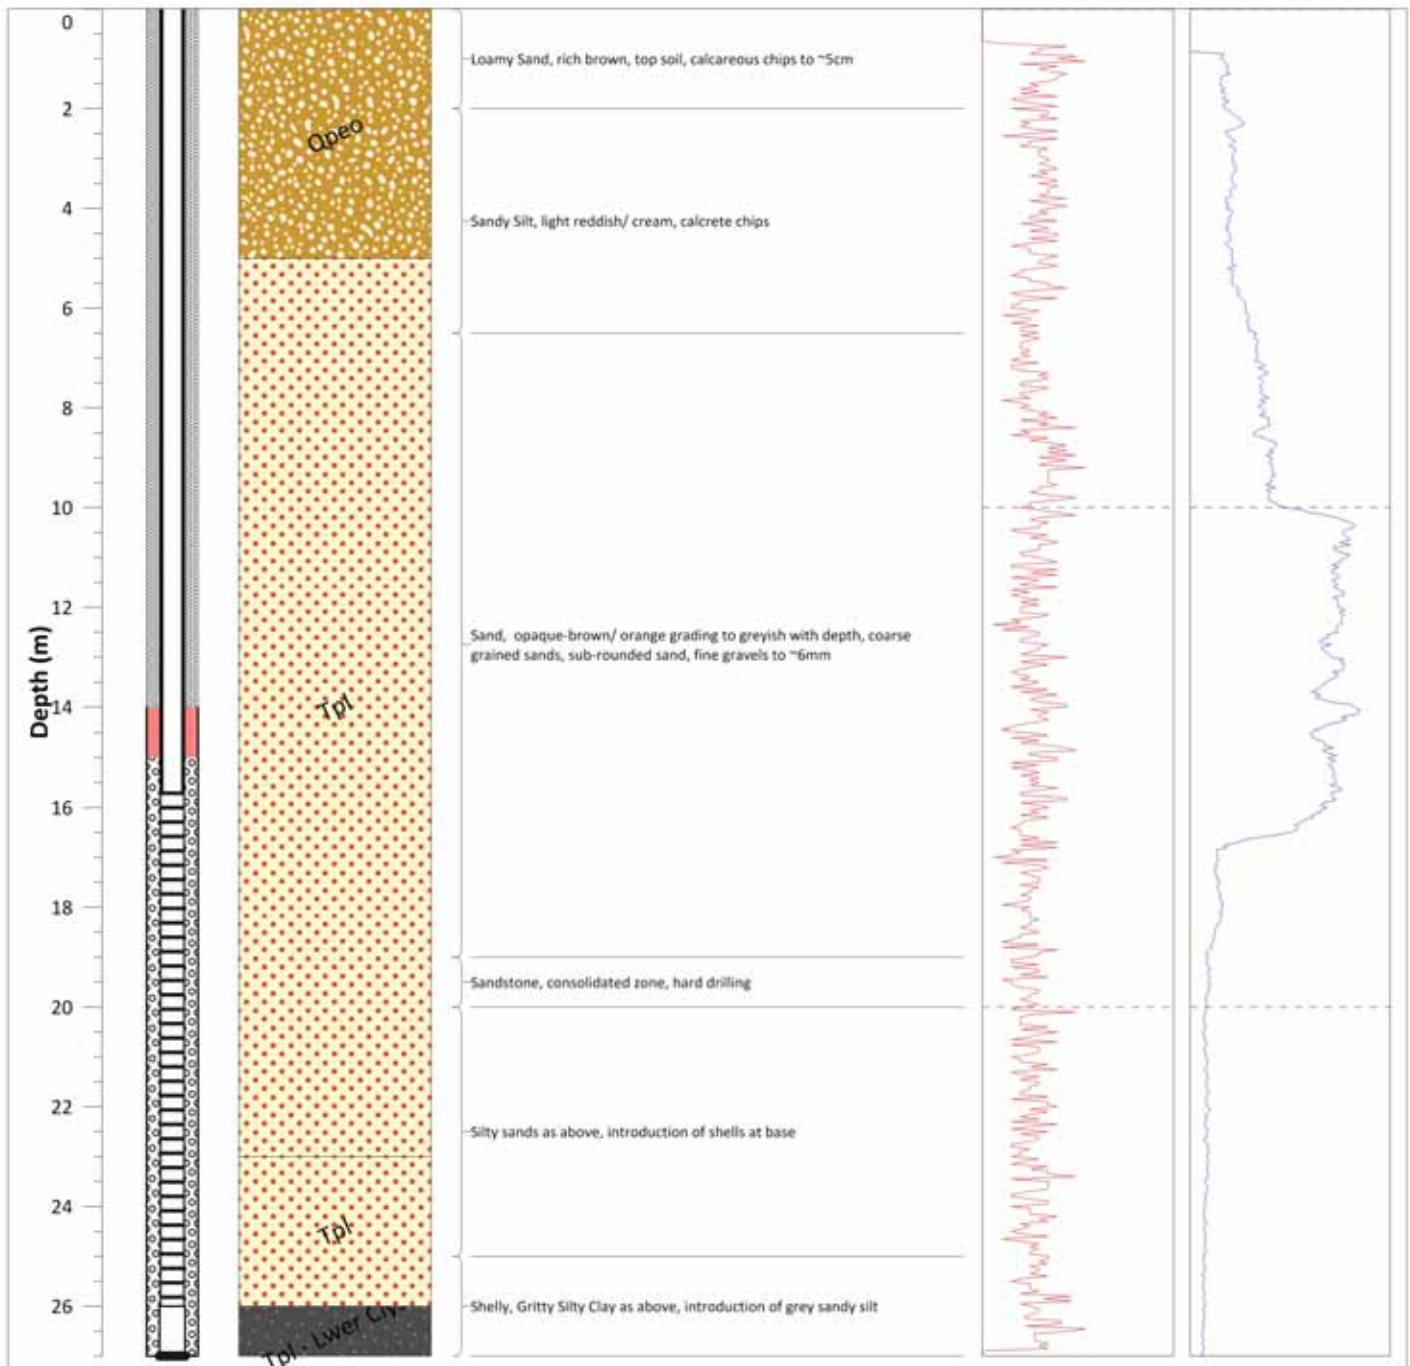 Depth (m)
0
2
4
6
8
10
12
14
16
18
20
22
24
26
Qpeo
Tpl
Tpl
Tpl - Lwer Cly
Loamy Sand, rich brown, top soil, calcareous chips to ~5cm
Sandy Silt, light reddish/ cream, calcrete chips
Sand, opaque-brown/ orange grading to greyish with depth, coarse
grained sands, sub-rounded sand, fine gravels to ~6mm
Sandstone, consolidated zone, hard drilling
Silty sands as above, introduction of shells at base
Shelly, Gritty Silty Clay as above, introduction of grey sandy silt